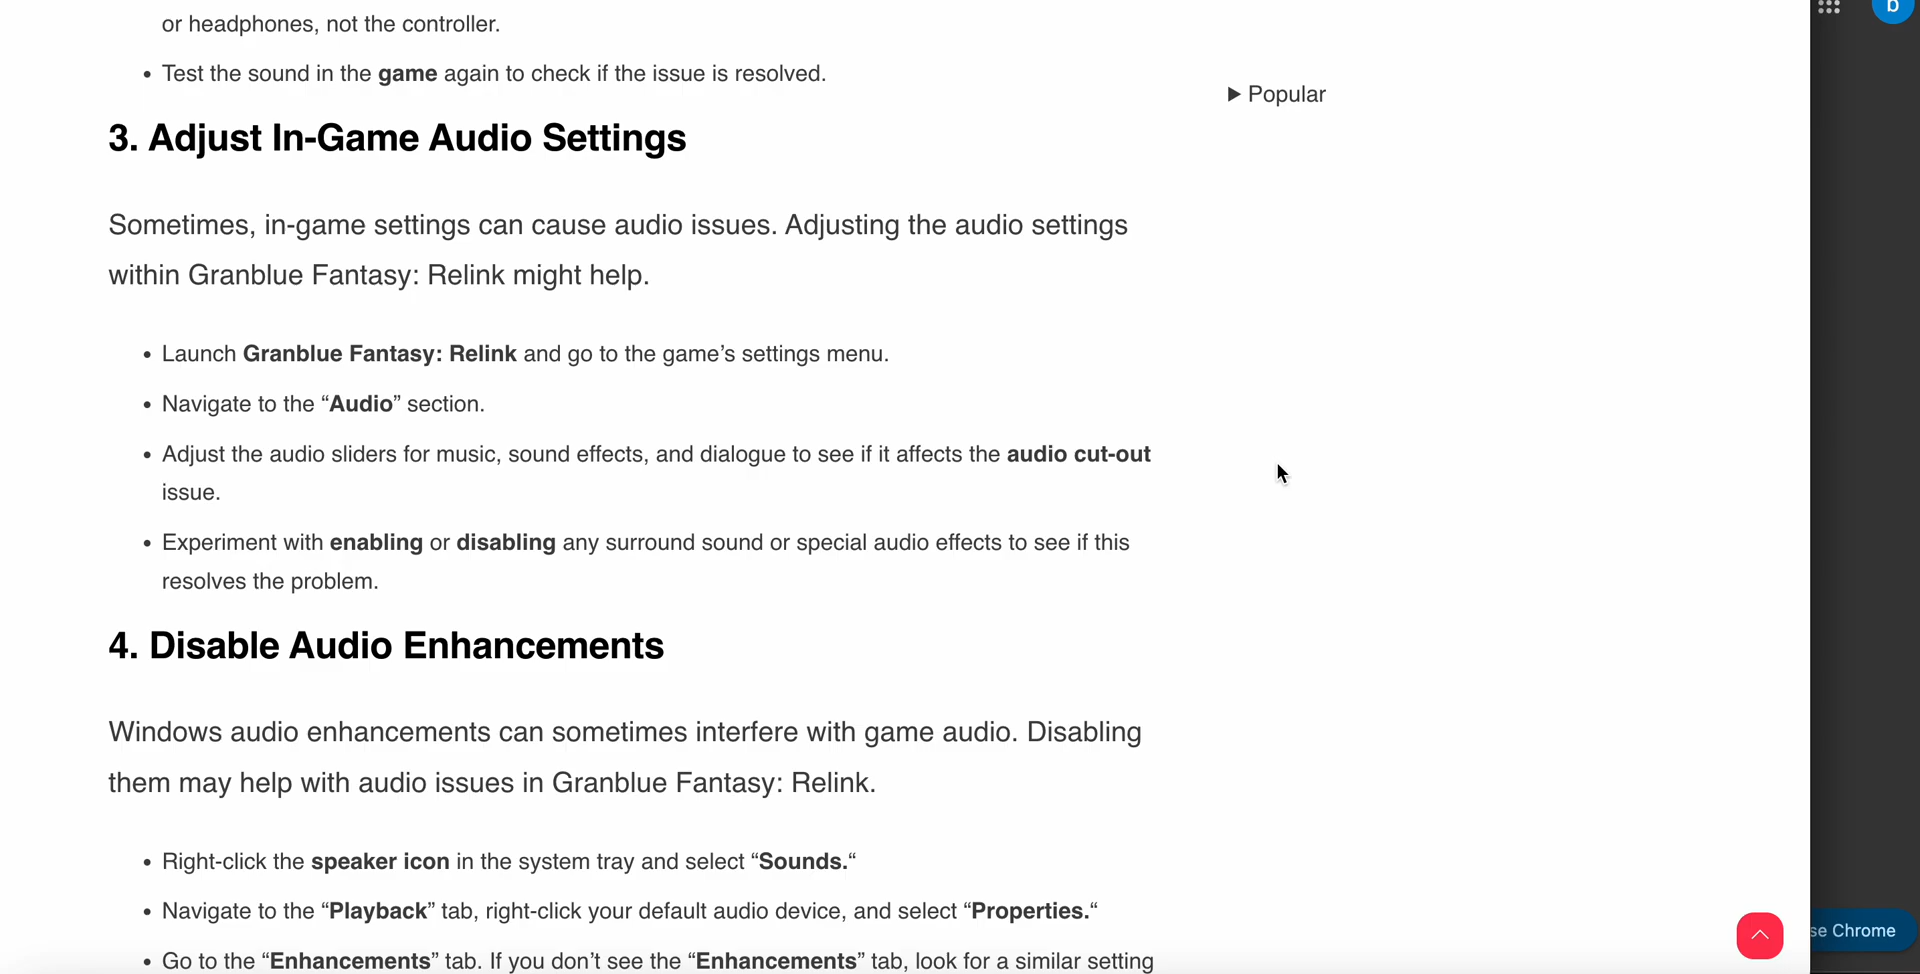 or headphones, not the controller.
• Test the sound in the game again to check if the issue is resolved.
▶ Popular
3. Adjust In-Game Audio Settings
Sometimes, in-game settings can cause audio issues. Adjusting the audio settings
within Granblue Fantasy: Relink might help.
• Launch Granblue Fantasy: Relink and go to the game’s settings menu.
• Navigate to the “Audio” section.
• Adjust the audio sliders for music, sound effects, and dialogue to see if it affects the audio cut-out
issue.
• Experiment with enabling or disabling any surround sound or special audio effects to see if this
resolves the problem.
4. Disable Audio Enhancements
Windows audio enhancements can sometimes interfere with game audio. Disabling
them may help with audio issues in Granblue Fantasy: Relink.
• Right-click the speaker icon in the system tray and select “Sounds.“
• Navigate to the “Playback” tab, right-click your default audio device, and select “Properties.“
• Go to the “Enhancements” tab. If you don’t see the “Enhancements” tab, look for a similar setting
b
se Chrome